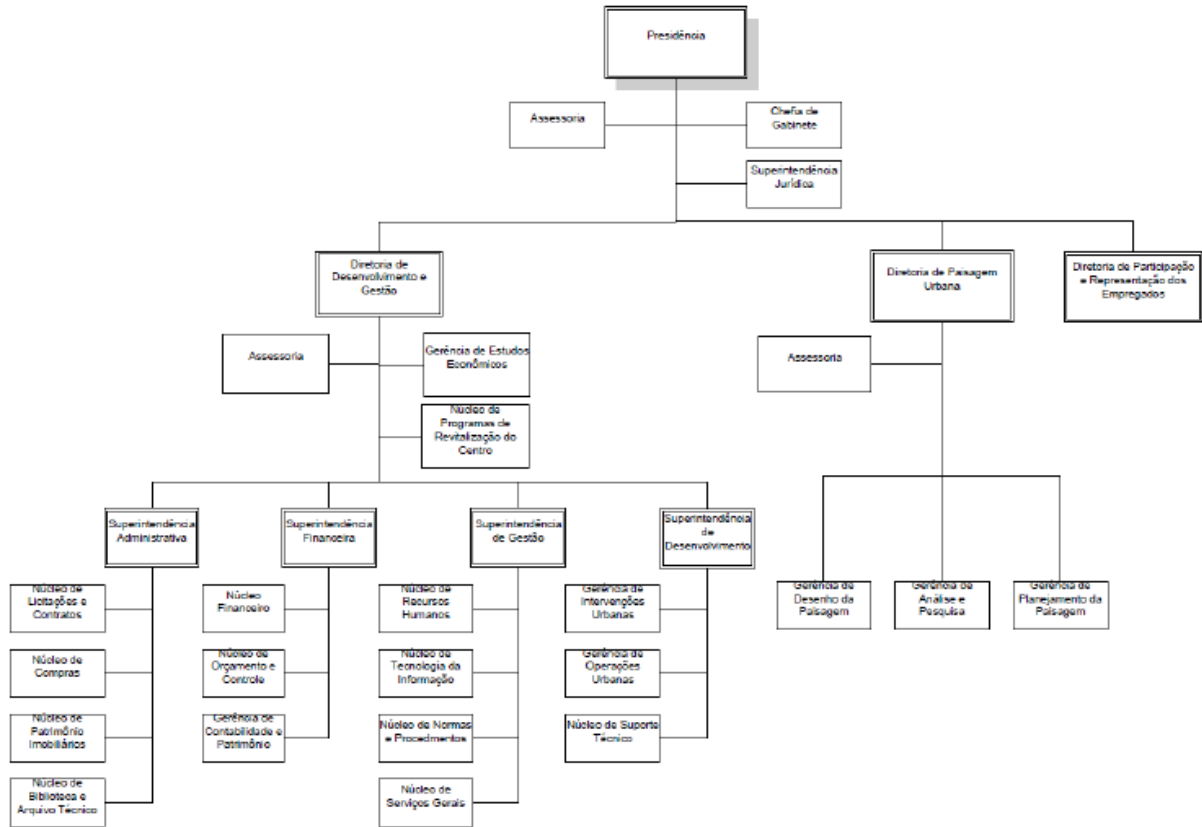 Presidência
Assessoria
Chefia de
Gabinete
Superintendência
Jurídica
Diretoria de
Desenvolvimento e
Gestão
Diretoria de Paisagem
Urbana
Diretoria de Participação
e Representação dos
Empregados
Assessoria
Gerência de Estudos
Econômicos
Assessoria
Núcleo de
Programas de
Revitalização do
Centro
Superintendência
Administrativa
Superintendência
Financeira
Superintendência
de Gestão
Superintendência
de
Desenvolvimento
Núcleo de
Licitações e
Contratos
Núcleo
Financeiro
Núcleo de
Recursos
Humanos
Gerência de
Intervenções
Urbanas
Gerência de
Desenho da
Paisagem
Gerência de
Análise e
Pesquisa
Gerência de
Planejamento da
Paisagem
Núcleo de
Compras
Núcleo de
Orçamento e
Controle
Núcleo de
Tecnologia da
Informação
Gerência de
Operações
Urbanas
Núcleo de
Patrimônio
Imobiliários
Gerência de
Contabilidade e
Patrimônio
Núcleo de Normas
e Procedmentos
Núcleo de Suporte
Técnico
Núcleo de
Biblioteca e
Arquivo Técnico
Núcleo de
Serviços Gerais